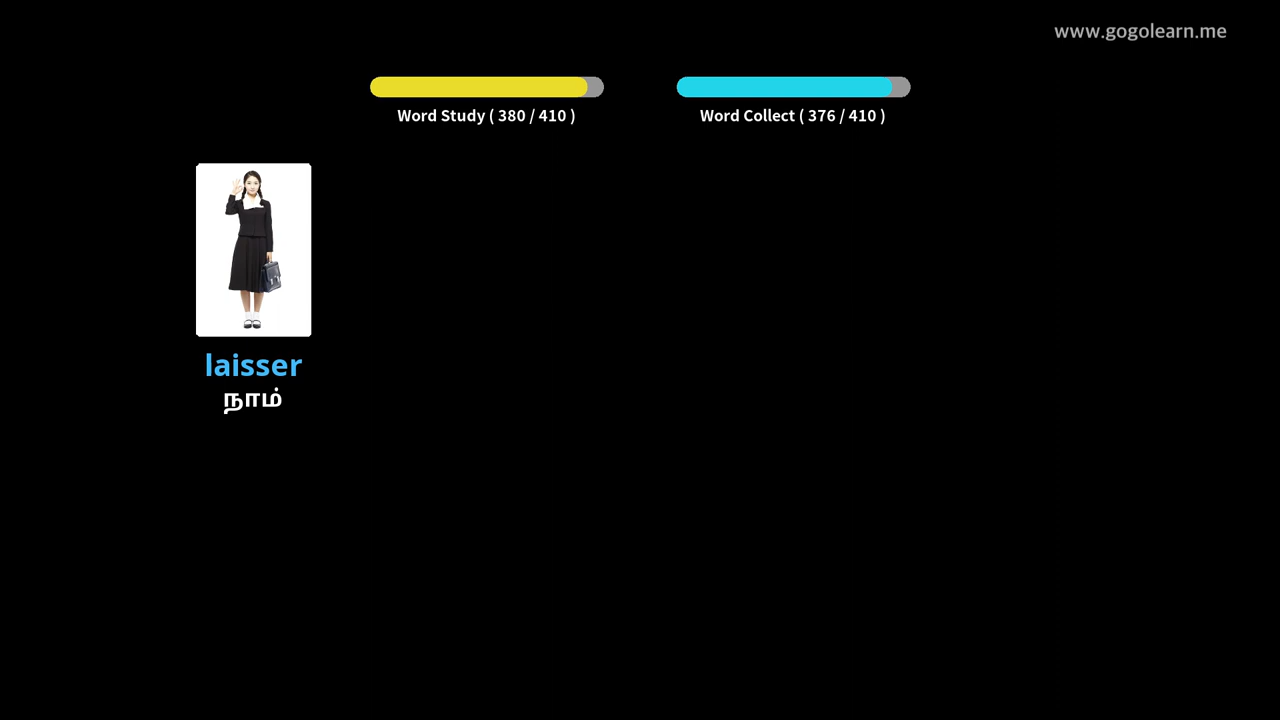 www.gogolearn.me
Word Study ( 380 / 410 )
Word Collect ( 376 / 410 )
laisser
நாம்